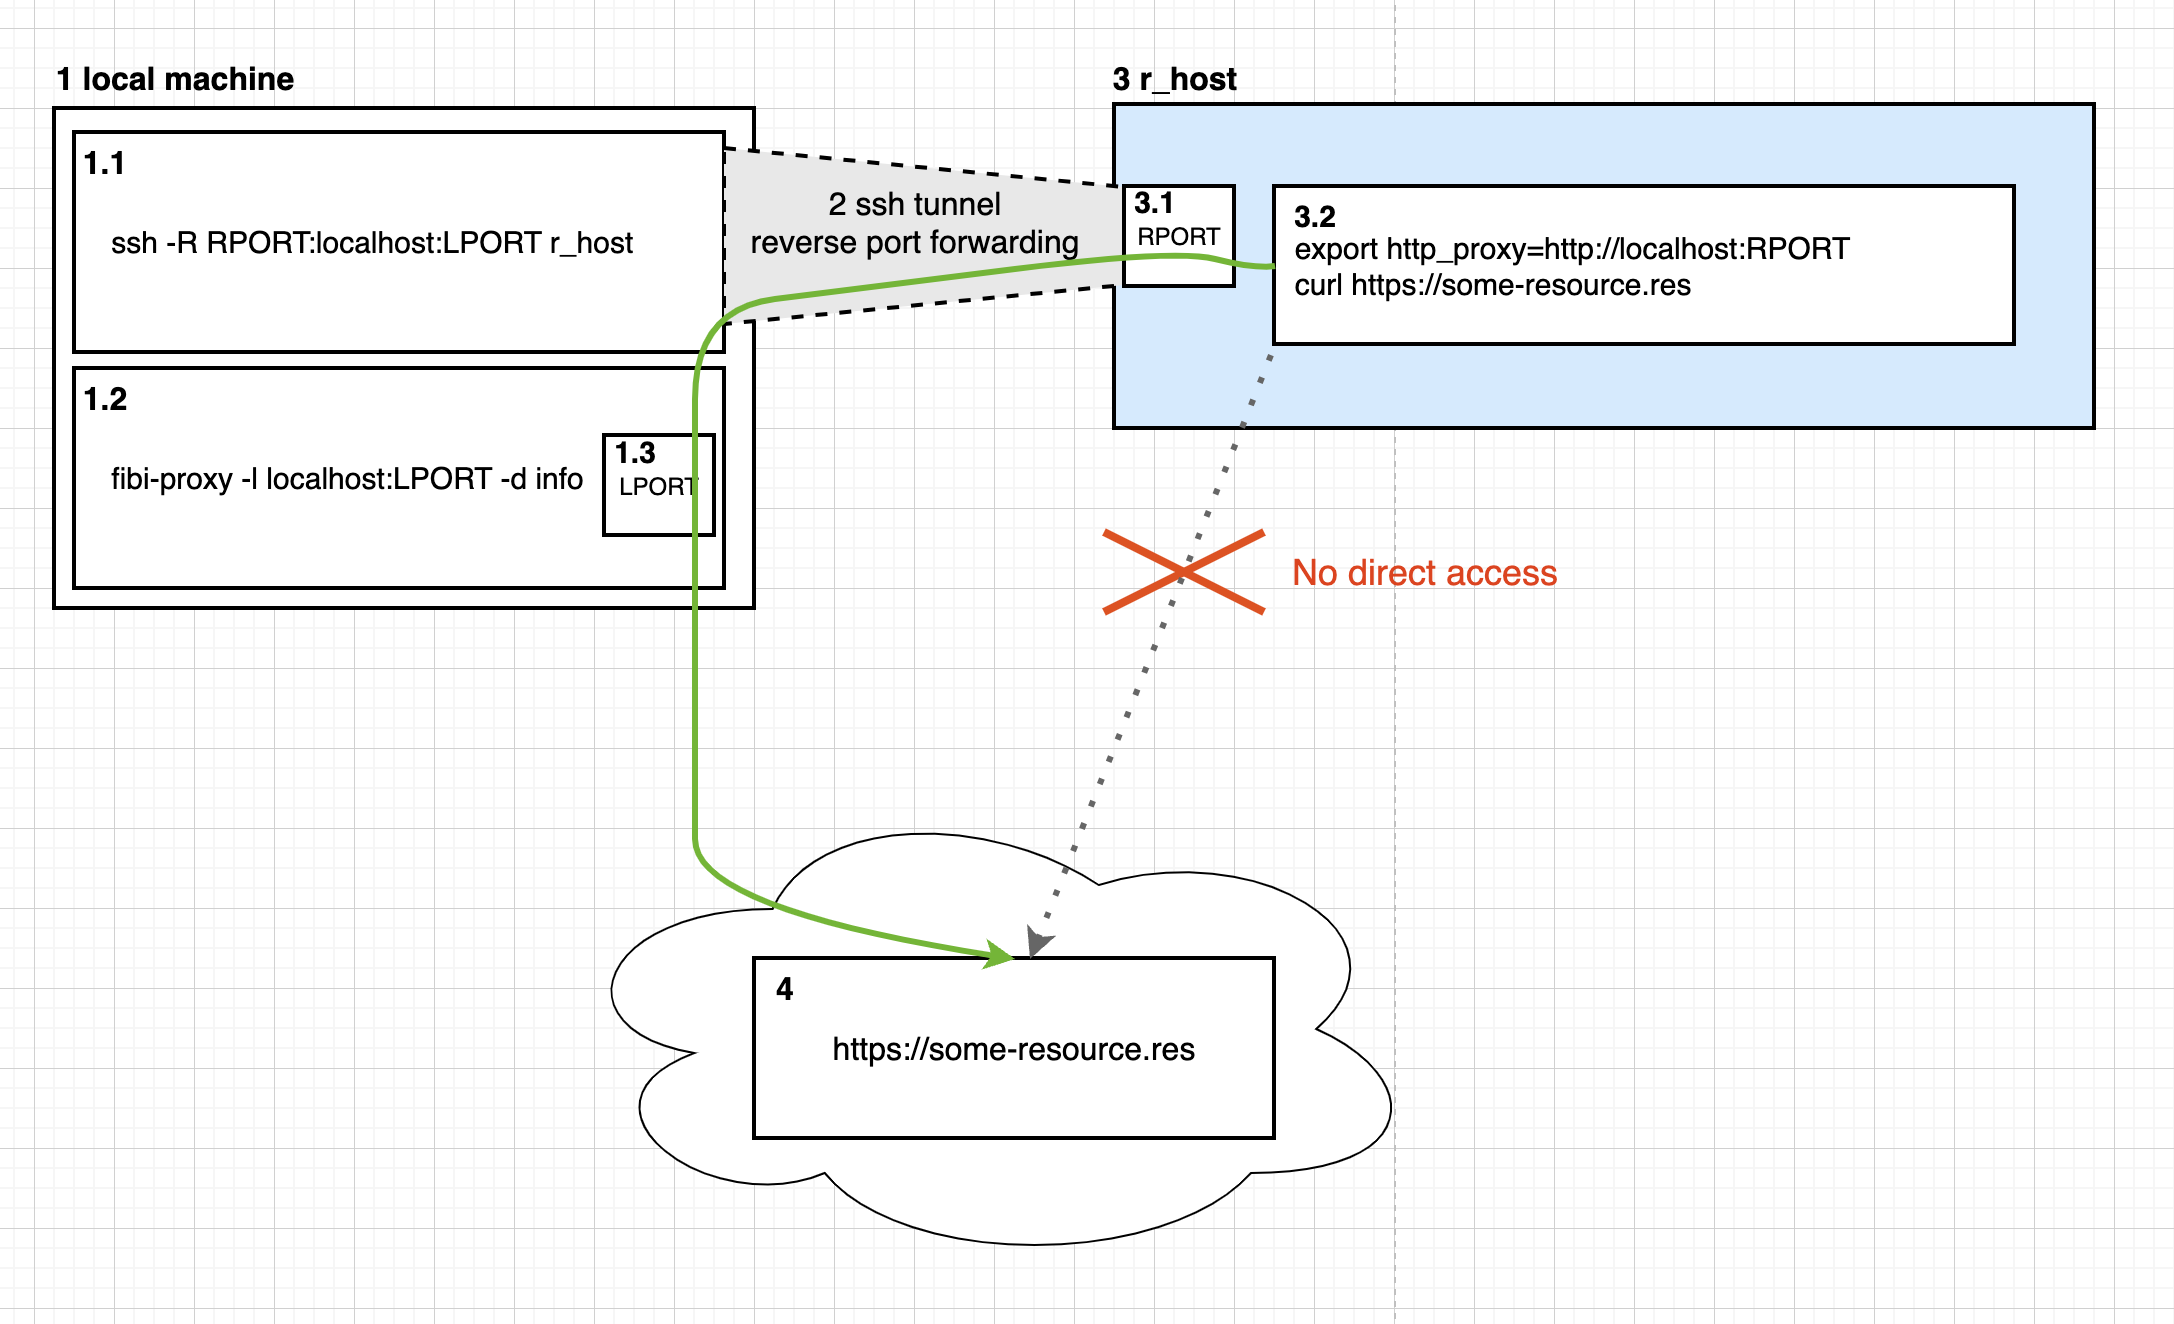 1 local machine
1.1
ssh -R RPORT:localhost:LPORT r_host
1.2
fibi-proxy -l localhost:LPORT -d info
1.3
LPORT
2 ssh tunnel
reverse port forwarding
3 r_host
3.1
RPORT
3.2
export http_proxy=http://localhost:RPORT
curl https://some-resource.res
No direct access
4
https://some-resource.res